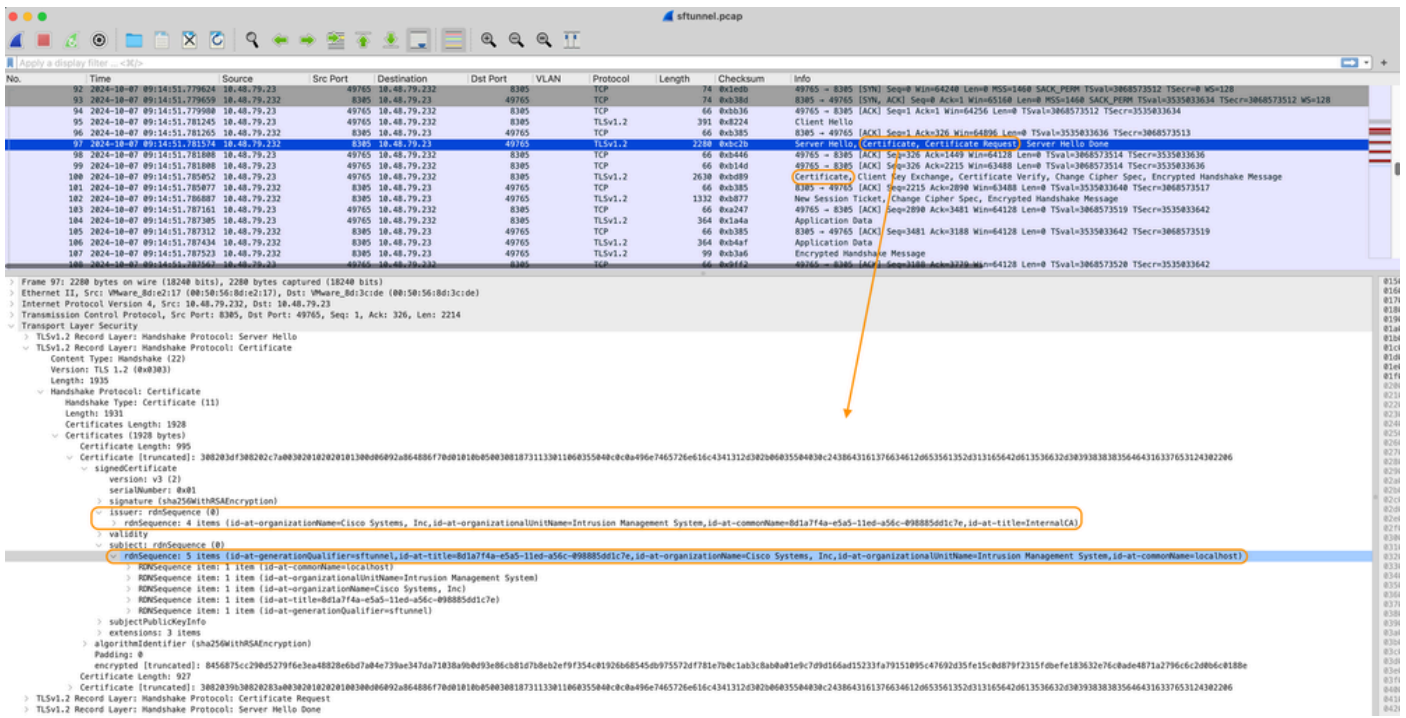 sftunnel.pcap
Apply a display filter ... <⌘/>
No. Time Source Src Port Destination Dst Port VLAN Protocol Length Checksum Info
92 2024-10-07 09:14:51.779624 10.48.79.23 49765 10.48.79.232 8305 TCP 74 0x1edb 49765 → 8305 [SYN] Seq=0 Win=64240 Len=0 MSS=1460 SACK_PERM TSval=3068573512 TSecr=0 WS=128
93 2024-10-07 09:14:51.779659 10.48.79.232 8305 10.48.79.23 49765 TCP 74 0xb38d 8305 → 49765 [SYN, ACK] Seq=0 Ack=1 Win=65160 Len=0 MSS=1460 SACK_PERM TSval=3535033634 TSecr=3068573512 WS=128
94 2024-10-07 09:14:51.779980 10.48.79.23 49765 10.48.79.232 8305 TCP 66 0xbb36 49765 → 8305 [ACK] Seq=1 Ack=1 Win=64256 Len=0 TSval=3068573512 TSecr=3535033634
95 2024-10-07 09:14:51.781245 10.48.79.23 49765 10.48.79.232 8305 TLSv1.2 391 0x8224 Client Hello
96 2024-10-07 09:14:51.781265 10.48.79.232 8305 10.48.79.23 49765 TCP 66 0xb385 8305 → 49765 [ACK] Seq=1 Ack=326 Win=64896 Len=0 TSval=3535033636 TSecr=3068573513
97 2024-10-07 09:14:51.781574 10.48.79.232 8305 10.48.79.23 49765 TLSv1.2 2280 0xbc2b Server Hello, Certificate, Certificate Request, Server Hello Done
98 2024-10-07 09:14:51.781808 10.48.79.23 49765 10.48.79.232 8305 TCP 66 0xb446 49765 → 8305 [ACK] Seq=326 Ack=1449 Win=64128 Len=0 TSval=3068573514 TSecr=3535033636
99 2024-10-07 09:14:51.781808 10.48.79.23 49765 10.48.79.232 8305 TCP 66 0xb14d 49765 → 8305 [ACK] Seq=326 Ack=2215 Win=63488 Len=0 TSval=3068573514 TSecr=3535033636
100 2024-10-07 09:14:51.785052 10.48.79.23 49765 10.48.79.232 8305 TLSv1.2 2630 0xbd89 Certificate, Client Key Exchange, Certificate Verify, Change Cipher Spec, Encrypted Handshake Message
101 2024-10-07 09:14:51.785077 10.48.79.232 8305 10.48.79.23 49765 TCP 66 0xb385 8305 → 49765 [ACK] Seq=2215 Ack=2890 Win=63488 Len=0 TSval=3535033640 TSecr=3068573517
102 2024-10-07 09:14:51.786887 10.48.79.232 8305 10.48.79.23 49765 TLSv1.2 1332 0xb877 New Session Ticket, Change Cipher Spec, Encrypted Handshake Message
103 2024-10-07 09:14:51.787161 10.48.79.23 49765 10.48.79.232 8305 TCP 66 0xa247 49765 → 8305 [ACK] Seq=2890 Ack=3481 Win=64128 Len=0 TSval=3068573519 TSecr=3535033642
104 2024-10-07 09:14:51.787305 10.48.79.23 49765 10.48.79.232 8305 TLSv1.2 364 0x1a4a Application Data
105 2024-10-07 09:14:51.787312 10.48.79.232 8305 10.48.79.23 49765 TCP 66 0xb385 8305 → 49765 [ACK] Seq=3481 Ack=3188 Win=64128 Len=0 TSval=3535033642 TSecr=3068573519
106 2024-10-07 09:14:51.787434 10.48.79.232 8305 10.48.79.23 49765 TLSv1.2 364 0xb4af Application Data
107 2024-10-07 09:14:51.787523 10.48.79.232 8305 10.48.79.23 49765 TLSv1.2 99 0xb3a6 Encrypted Handshake Message
108 2024-10-07 09:14:51.787567 10.48.79.23 49765 10.48.79.232 8305 TCP 66 0x9ff2 49765 → 8305 [ACK] Seq=3188 Ack=3779 Win=64128 Len=0 TSval=3068573520 TSecr=3535033642
Frame 97: 2280 bytes on wire (18240 bits), 2280 bytes captured (18240 bits)
Ethernet II, Src: VMware_8d:e2:17 (00:50:56:8d:e2:17), Dst: VMware_8d:3c:de (00:50:56:8d:3c:de)
Internet Protocol Version 4, Src: 10.48.79.232, Dst: 10.48.79.23
Transmission Control Protocol, Src Port: 8305, Dst Port: 49765, Seq: 1, Ack: 326, Len: 2214
Transport Layer Security
TLSv1.2 Record Layer: Handshake Protocol: Server Hello
TLSv1.2 Record Layer: Handshake Protocol: Certificate
Content Type: Handshake (22)
Version: TLS 1.2 (0x0303)
Length: 1935
Handshake Protocol: Certificate
Handshake Type: Certificate (11)
Length: 1931
Certificates Length: 1928
Certificates (1928 bytes)
Certificate Length: 995
Certificate [truncated]:
signedCertificate
version: v3 (2)
serialNumber: 0x01
signature (sha256WithRSAEncryption)
issuer: rdnSequence (0)
rdnSequence: 4 items (id-at-organizationName=Cisco Systems, Inc,id-at-organizationalUnitName=Intrusion Management System,id-at-commonName=8d1a7f4a-e5a5-11ed-a56c-098885dd1c7e,id-at-title=InternalCA)
validity
subject: rdnSequence (0)
rdnSequence: 5 items (id-at-generationQualifier=sftunnel,id-at-title=8d1a7f4a-e5a5-11ed-a56c-098885dd1c7e,id-at-organizationName=Cisco Systems, Inc,id-at-organizationalUnitName=Intrusion Management System,id-at-commonName=localhost)
RDNSequence item: 1 item (id-at-commonName=localhost)
RDNSequence item: 1 item (id-at-organizationalUnitName=Intrusion Management System)
RDNSequence item: 1 item (id-at-organizationName=Cisco Systems, Inc)
RDNSequence item: 1 item (id-at-title=8d1a7f4a-e5a5-11ed-a56c-098885dd1c7e)
RDNSequence item: 1 item (id-at-generationQualifier=sftunnel)
subjectPublicKeyInfo
extensions: 3 items
algorithmIdentifier (sha256WithRSAEncryption)
Padding: 0
encrypted [truncated]:
Certificate Length: 927
Certificate [truncated]:
TLSv1.2 Record Layer: Handshake Protocol: Certificate Request
TLSv1.2 Record Layer: Handshake Protocol: Server Hello Done